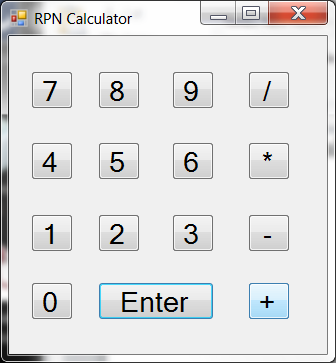 RPN Calculator
7 8 9 /
4 5 6 *
1 2 3 -
0 Enter +